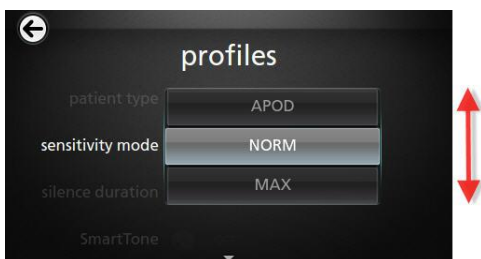 profiles
patient type
APOD
sensitivity mode
NORM
silence duration
MAX
SmartTone